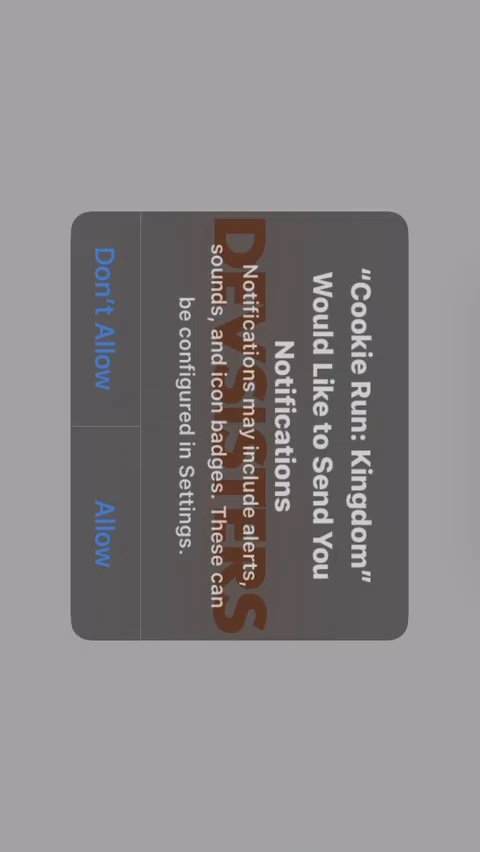 “Cookie Run: Kingdom”
Would Like to Send You
Notifications
Notifications may include alerts,
sounds, and icon badges. These can
be configured in Settings.
DEVSISTERS
Don’t Allow
Allow